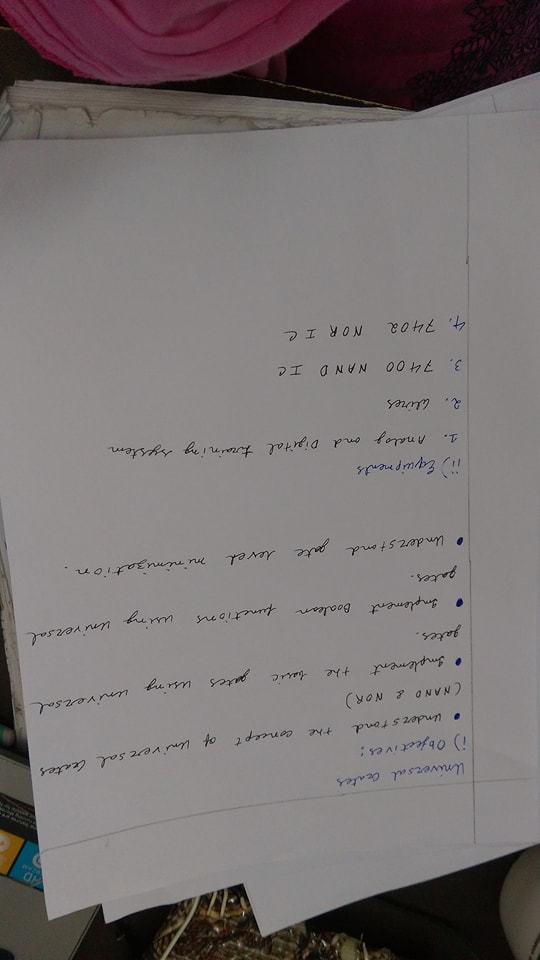 Universal Gates
i) Objectives:
• Understand the concept of Universal Gates
(NAND & NOR)
• Implement the basic gates using universal
gates.
• Implement Boolean functions using universal
gates.
• Understand gate level minimization.
ii) Equipments
1. Analog and Digital training system
2. Wires
3. 7400 NAND IC
4. 7402 NOR IC